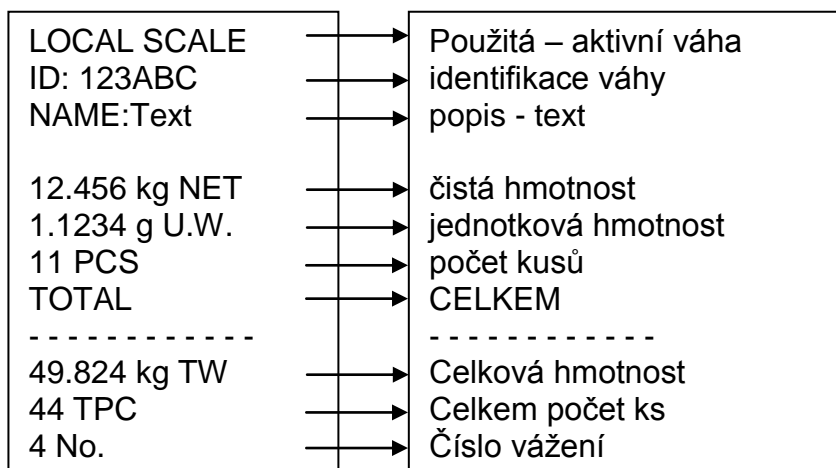 LOCAL SCALE Použitá – aktivní váha
ID: 123ABC identifikace váhy
NAME:Text popis - text
12.456 kg NET čistá hmotnost
1.1234 g U.W. jednotková hmotnost
11 PCS počet kusů
TOTAL CELKEM
- - - - - - - - - - - - - - - - - - - - - - - -
49.824 kg TW Celková hmotnost
44 TPC Celkem počet ks
4 No. Číslo vážení